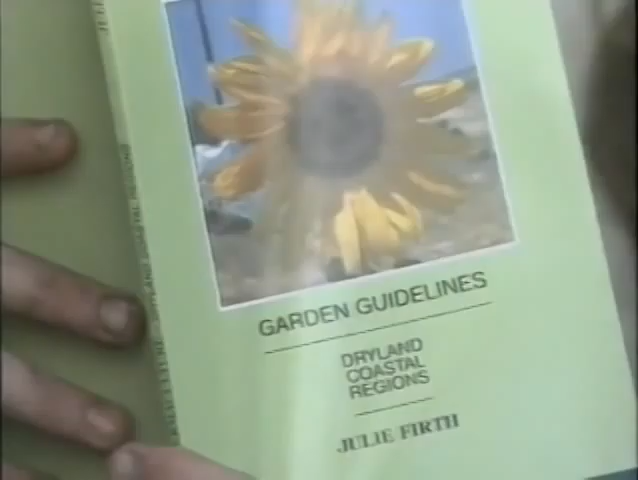 GARDEN GUIDELINES
DRYLAND
COASTAL
REGIONS
JULIE FIRTH